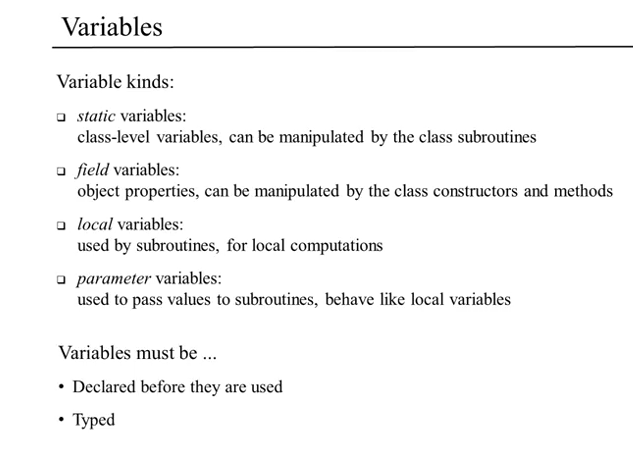 Variables
Variable kinds:
❑ static variables:
class-level variables, can be manipulated by the class subroutines
❑ field variables:
object properties, can be manipulated by the class constructors and methods
❑ local variables:
used by subroutines, for local computations
❑ parameter variables:
used to pass values to subroutines, behave like local variables
Variables must be ...
• Declared before they are used
• Typed